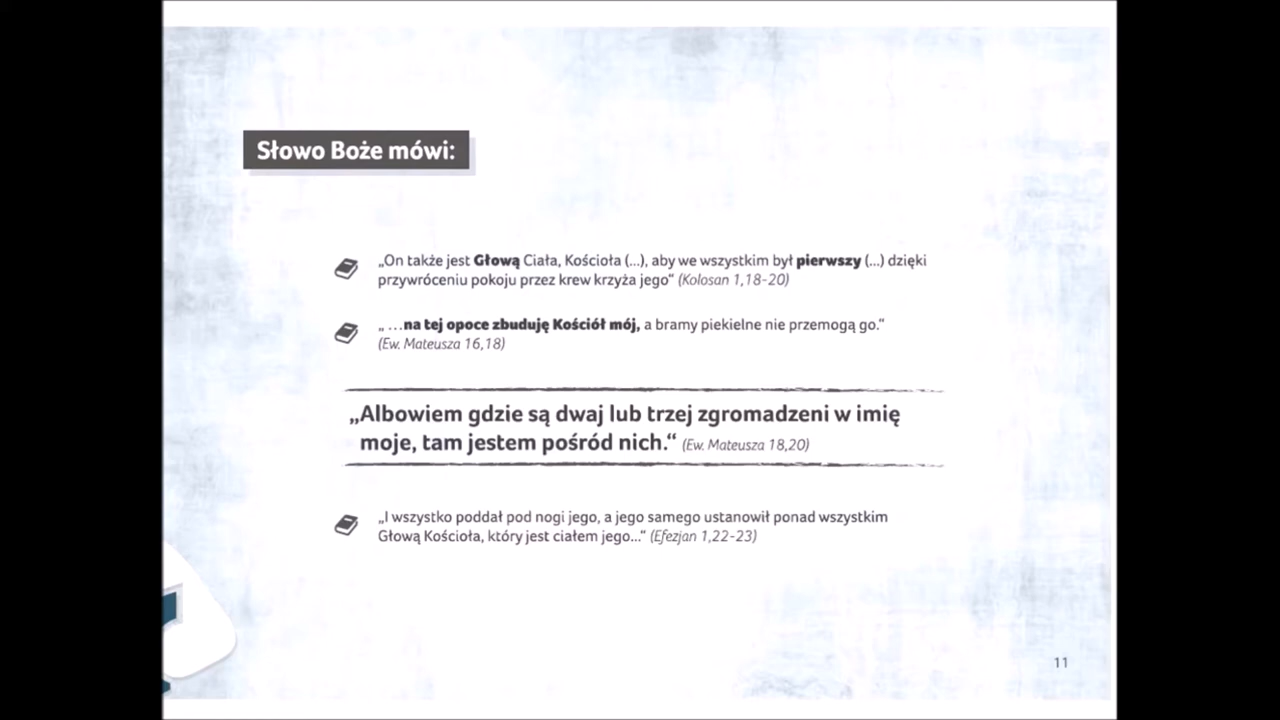 Słowo Boże mówi:
„On także jest Głową Ciała, Kościoła (...), aby we wszystkim był pierwszy (...) dzięki
przywróceniu pokoju przez krew krzyża jego“ (Kolosan 1,18-20)
„ ...na tej opoce zbuduję Kościół mój, a bramy piekielne nie przemogą go.“
(Ew. Mateusza 16,18)
„Albowiem gdzie są dwaj lub trzej zgromadzeni w imię
moje, tam jestem pośród nich.“ (Ew. Mateusza 18,20)
„I wszystko poddał pod nogi jego, a jego samego ustanowił ponad wszystkim
Głową Kościoła, który jest ciałem jego...“ (Efezjan 1,22-23)
11